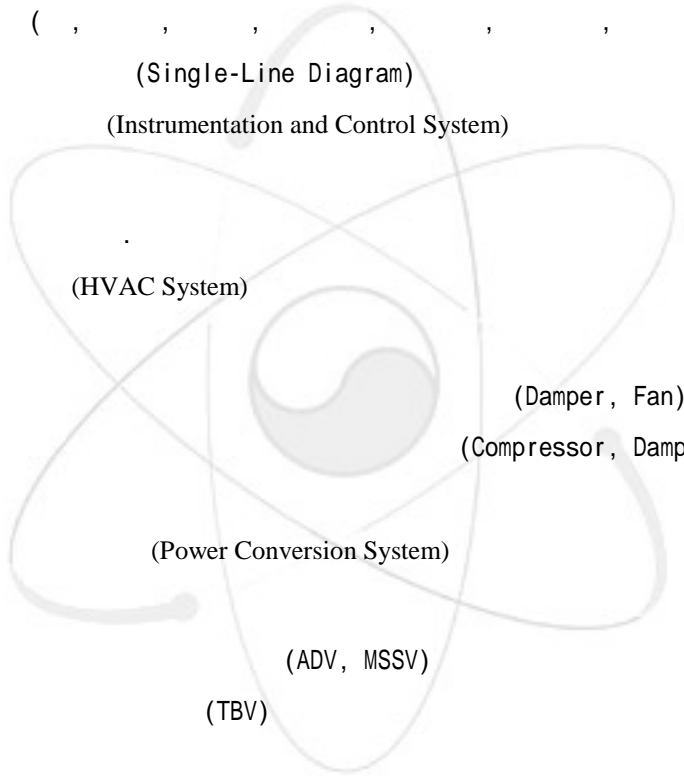 ( , , , , , ,
(Single-Line Diagram)
(Instrumentation and Control System)
.
(HVAC System)
(Damper, Fan)
(Compressor, Damp
(Power Conversion System)
(ADV, MSSV)
(TBV)